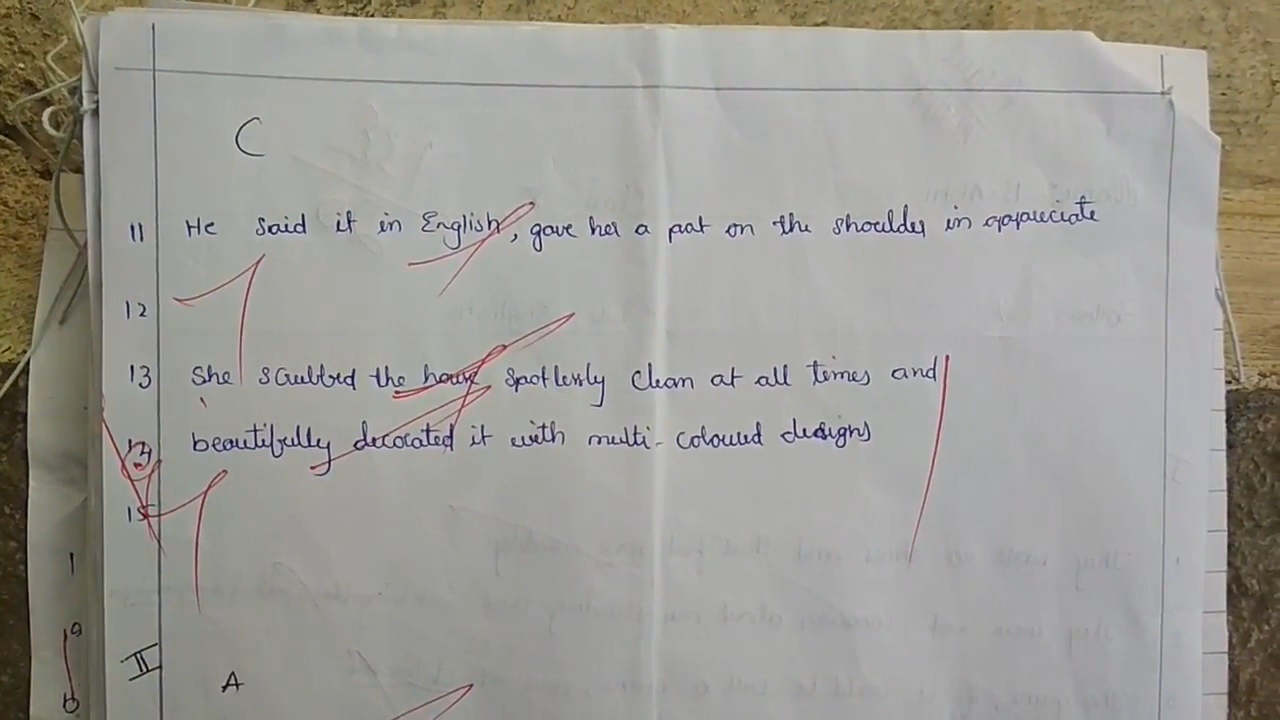 C
11 He said it in English, gave her a pat on the shoulder in appreciate
12
13 She scrubbed the house spotlessly clean at all times and
beautifully decorated it with multi-coloured designs
15
1
a
II A
b